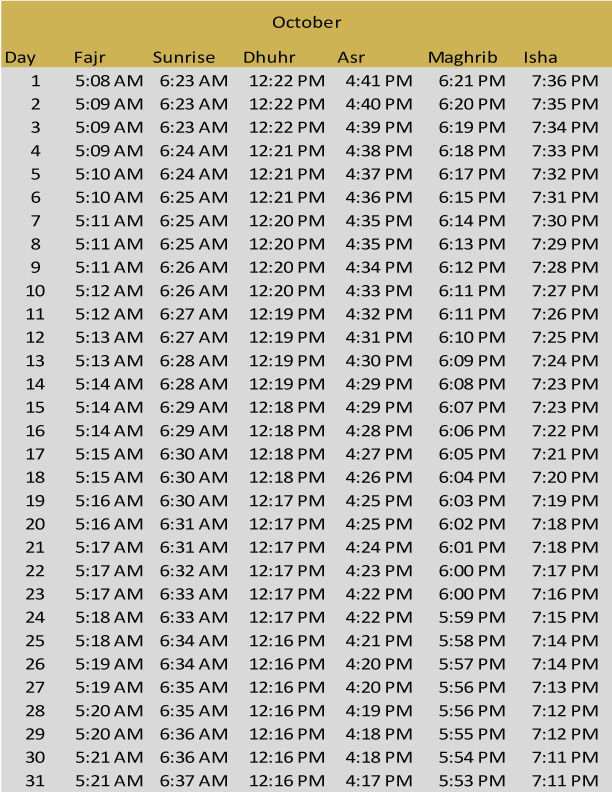 October
Day Fajr Sunrise Dhuhr Asr Maghrib Isha
1 5:08 AM 6:23 AM 12:22 PM 4:41 PM 6:21 PM 7:36 PM
2 5:09 AM 6:23 AM 12:22 PM 4:40 PM 6:20 PM 7:35 PM
3 5:09 AM 6:23 AM 12:22 PM 4:39 PM 6:19 PM 7:34 PM
4 5:09 AM 6:24 AM 12:21 PM 4:38 PM 6:18 PM 7:33 PM
5 5:10 AM 6:24 AM 12:21 PM 4:37 PM 6:17 PM 7:32 PM
6 5:10 AM 6:25 AM 12:21 PM 4:36 PM 6:15 PM 7:31 PM
7 5:11 AM 6:25 AM 12:20 PM 4:35 PM 6:14 PM 7:30 PM
8 5:11 AM 6:25 AM 12:20 PM 4:35 PM 6:13 PM 7:29 PM
9 5:11 AM 6:26 AM 12:20 PM 4:34 PM 6:12 PM 7:28 PM
10 5:12 AM 6:26 AM 12:20 PM 4:33 PM 6:11 PM 7:27 PM
11 5:12 AM 6:27 AM 12:19 PM 4:32 PM 6:11 PM 7:26 PM
12 5:13 AM 6:27 AM 12:19 PM 4:31 PM 6:10 PM 7:25 PM
13 5:13 AM 6:28 AM 12:19 PM 4:30 PM 6:09 PM 7:24 PM
14 5:14 AM 6:28 AM 12:19 PM 4:29 PM 6:08 PM 7:23 PM
15 5:14 AM 6:29 AM 12:18 PM 4:29 PM 6:07 PM 7:23 PM
16 5:14 AM 6:29 AM 12:18 PM 4:28 PM 6:06 PM 7:22 PM
17 5:15 AM 6:30 AM 12:18 PM 4:27 PM 6:05 PM 7:21 PM
18 5:15 AM 6:30 AM 12:18 PM 4:26 PM 6:04 PM 7:20 PM
19 5:16 AM 6:30 AM 12:17 PM 4:25 PM 6:03 PM 7:19 PM
20 5:16 AM 6:31 AM 12:17 PM 4:25 PM 6:02 PM 7:18 PM
21 5:17 AM 6:31 AM 12:17 PM 4:24 PM 6:01 PM 7:18 PM
22 5:17 AM 6:32 AM 12:17 PM 4:23 PM 6:00 PM 7:17 PM
23 5:17 AM 6:33 AM 12:17 PM 4:22 PM 6:00 PM 7:16 PM
24 5:18 AM 6:33 AM 12:17 PM 4:22 PM 5:59 PM 7:15 PM
25 5:18 AM 6:34 AM 12:16 PM 4:21 PM 5:58 PM 7:14 PM
26 5:19 AM 6:34 AM 12:16 PM 4:20 PM 5:57 PM 7:14 PM
27 5:19 AM 6:35 AM 12:16 PM 4:20 PM 5:56 PM 7:13 PM
28 5:20 AM 6:35 AM 12:16 PM 4:19 PM 5:56 PM 7:12 PM
29 5:20 AM 6:36 AM 12:16 PM 4:18 PM 5:55 PM 7:12 PM
30 5:21 AM 6:36 AM 12:16 PM 4:18 PM 5:54 PM 7:11 PM
31 5:21 AM 6:37 AM 12:16 PM 4:17 PM 5:53 PM 7:11 PM